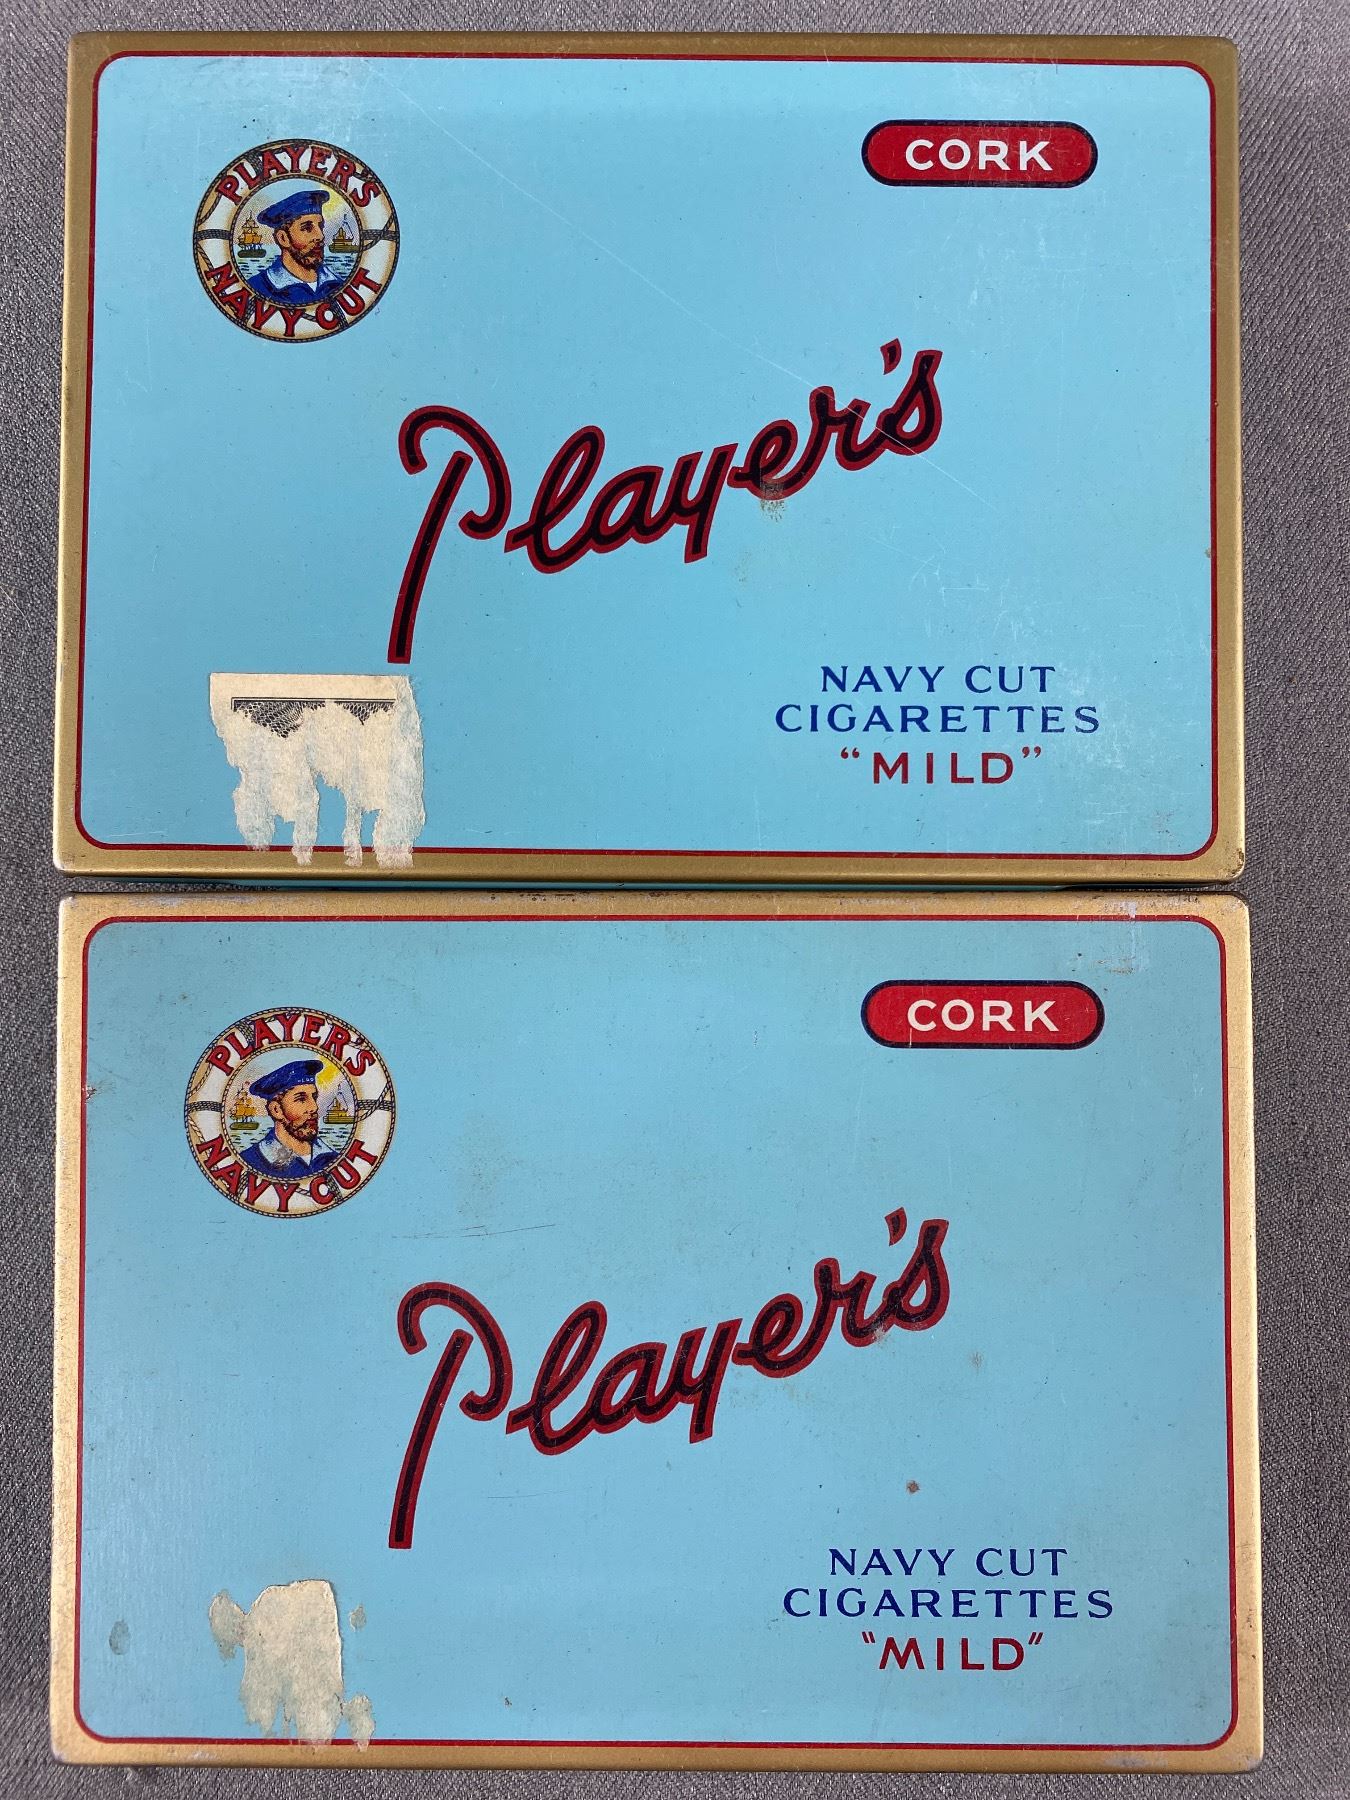 PLAYER'S
NAVY CUT
CORK
Player's
NAVY CUT
CIGARETTES
“MILD”
PLAYER'S
NAVY CUT
CORK
Player's
NAVY CUT
CIGARETTES
"MILD"